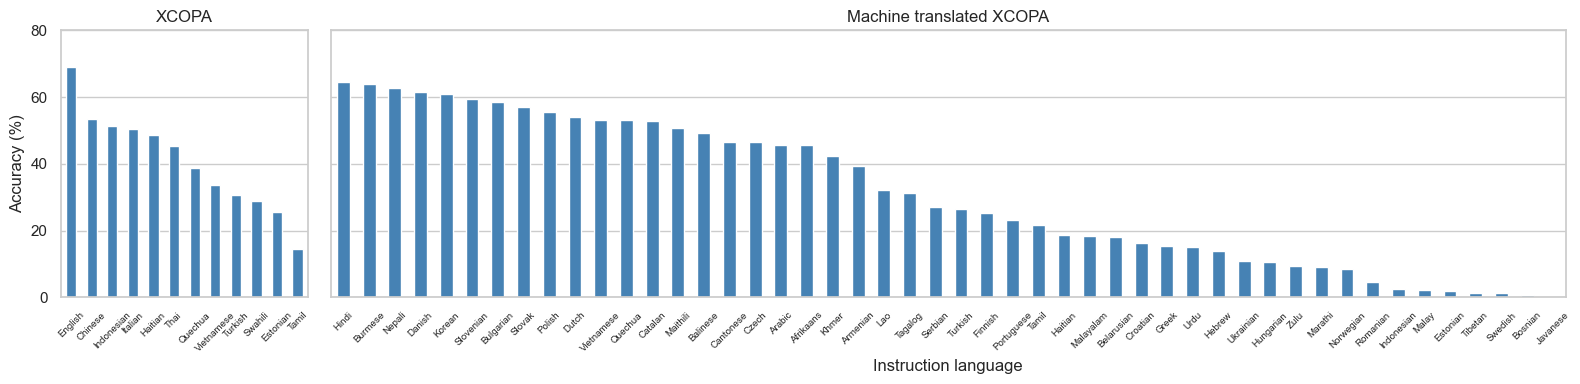 XCOPA
Machine translated XCOPA
Accuracy (%)
80
60
40
20
0
English
Chinese
Indonesian
Italian
Haitian
Thai
Quechua
Vietnamese
Turkish
Swahili
Estonian
Tamil
Hindi
Burmese
Nepali
Danish
Korean
Slovenian
Bulgarian
Slovak
Polish
Dutch
Vietnamese
Quechua
Catalan
Maithili
Balinese
Cantonese
Czech
Arabic
Afrikaans
Khmer
Armenian
Lao
Tagalog
Serbian
Turkish
Finnish
Portuguese
Tamil
Haitian
Malayalam
Belarusian
Croatian
Greek
Urdu
Hebrew
Ukrainian
Hungarian
Zulu
Marathi
Norwegian
Romanian
Indonesian
Malay
Estonian
Tibetan
Swedish
Bosnian
Javanese
Instruction language